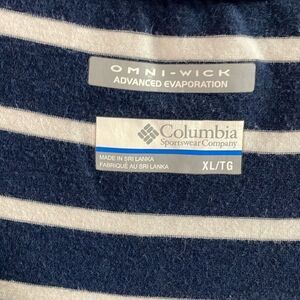 OMNI-WICK
ADVANCED EVAPORATION
Columbia
Sportswear Company
MADE IN SRI LANKA
FABRIQUÉ AU SRI LANKA
XL/TG